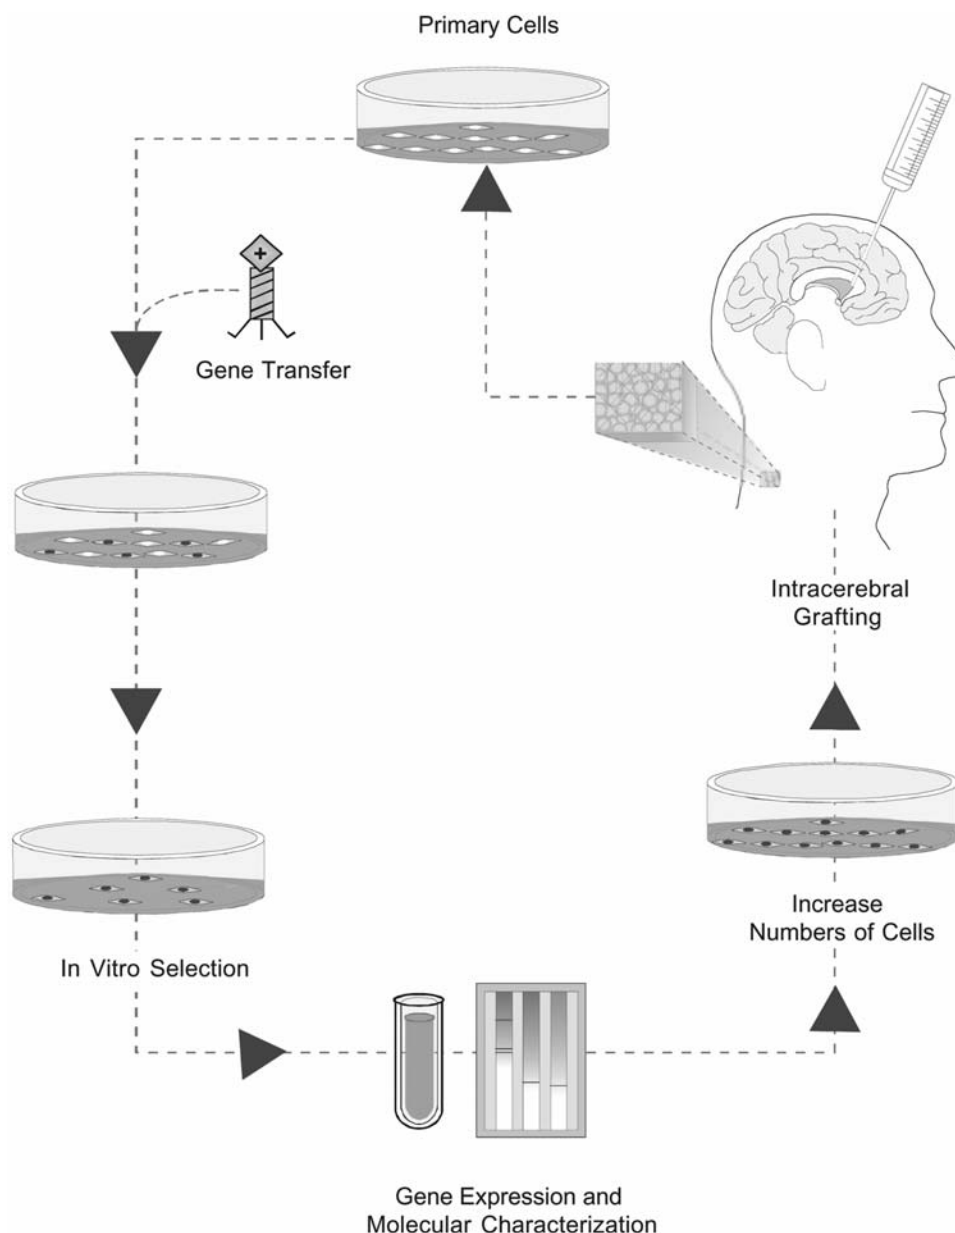 Primary Cells
Gene Transfer
Intracerebral
Grafting
Increase
Numbers of Cells
In Vitro Selection
Gene Expression and
Molecular Characterization